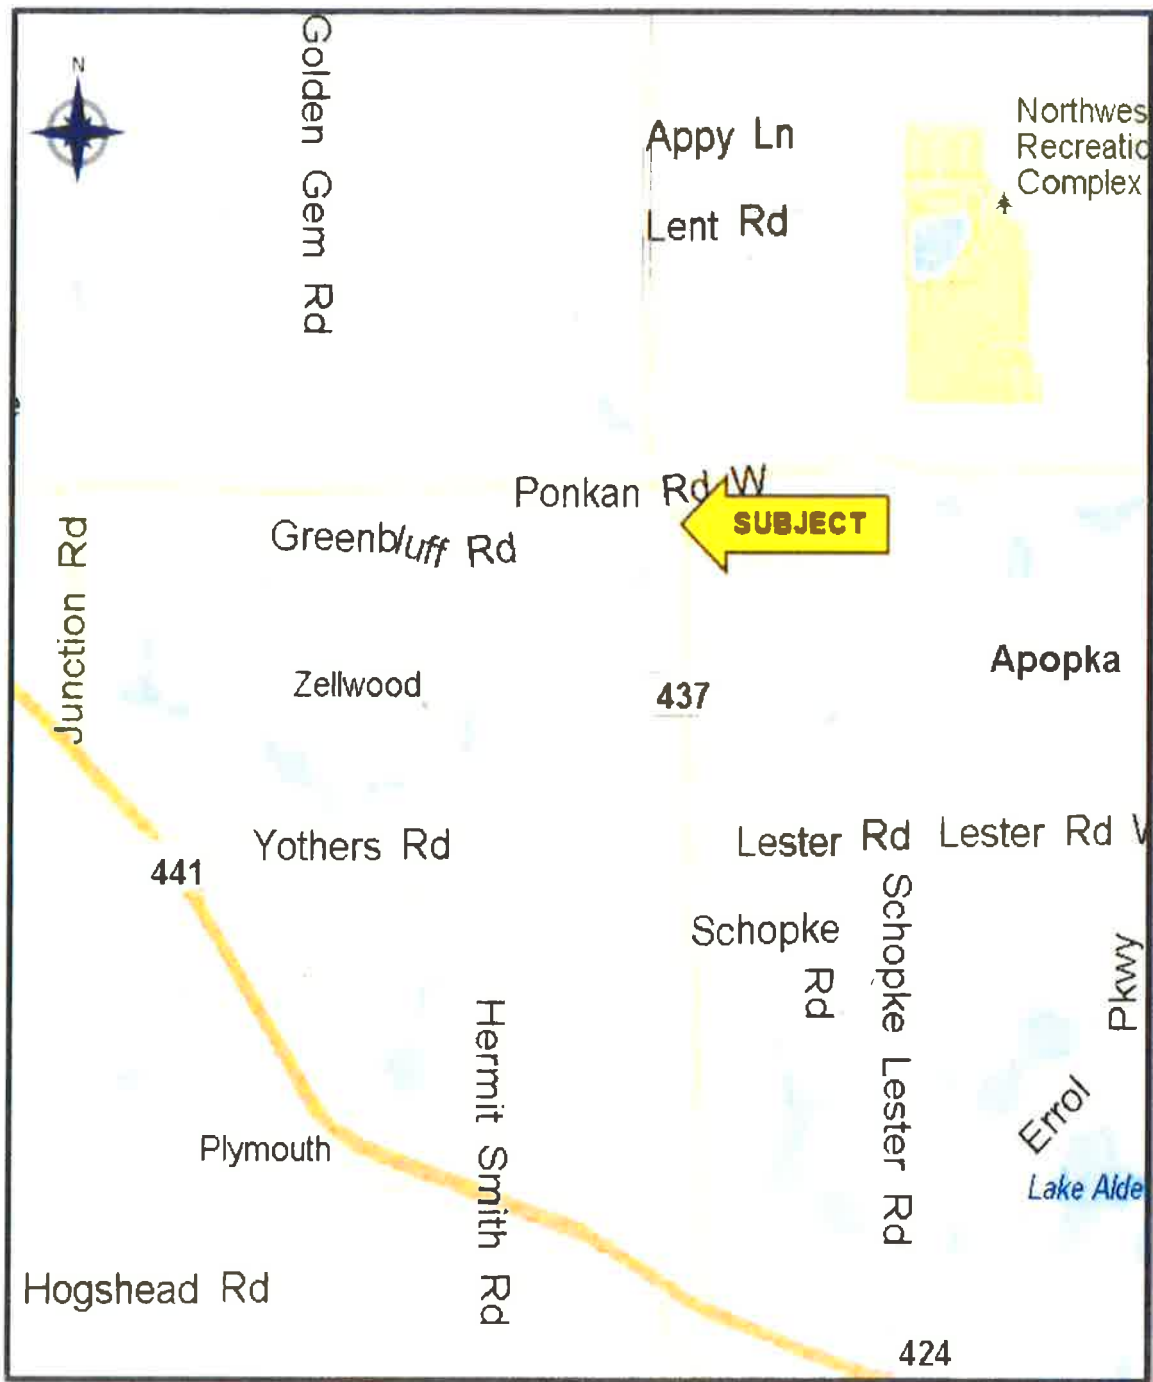 N
Golden Gem Rd
Appy Ln
Northwes
Recreatio
Complex
Lent Rd
e
Ponkan Rd W
SUBJECT
Greenbluff Rd
Junction Rd
Apopka
Zellwood
437
Lester Rd
Lester Rd W
Yothers Rd
441
Schopke
Rd
Schopke Lester Rd
Pkwy
Hermit Smith Rd
Errol
Plymouth
Lake Alde
Hogshead Rd
424